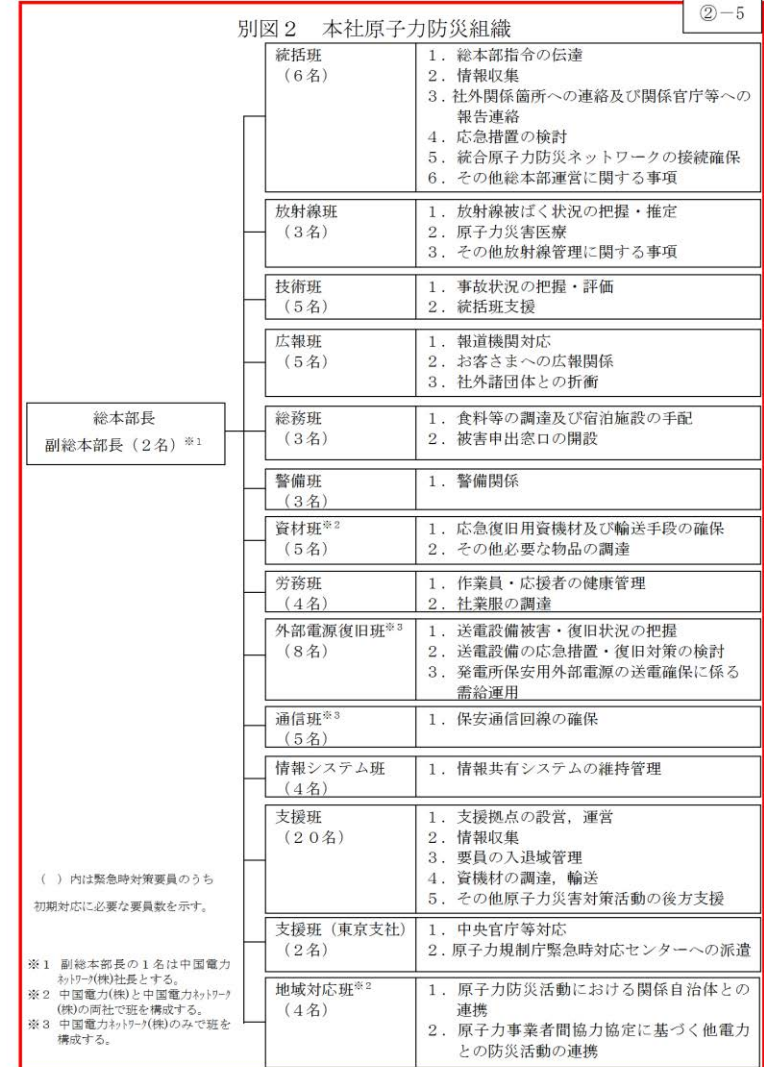 ②－5
別図２　本社原子力防災組織
総本部長
副総本部長（２名）※1
統括班
（６名）
１．総本部指令の伝達
２．情報収集
３．社外関係箇所への連絡及び関係官庁等への
報告連絡
４．応急措置の検討
５．統合原子力防災ネットワークの接続確保
６．その他総本部運営に関する事項
放射線班
（３名）
１．放射線被ばく状況の把握・推定
２．原子力災害医療
３．その他放射線管理に関する事項
技術班
（５名）
１．事故状況の把握・評価
２．統括班支援
広報班
（５名）
１．報道機関対応
２．お客さまへの広報関係
３．社外諸団体との折衝
総務班
（３名）
１．食料等の調達及び宿泊施設の手配
２．被害申出窓口の開設
警備班
（３名）
１．警備関係
資材班※2
（５名）
１．応急復旧用資機材及び輸送手段の確保
２．その他必要な物品の調達
労務班
（４名）
１．作業員・応援者の健康管理
２．社業服の調達
外部電源復旧班※3
（８名）
１．送電設備被害・復旧状況の把握
２．送電設備の応急措置・復旧対策の検討
３．発電所保安用外部電源の送電確保に係る
需給運用
通信班※3
（５名）
１．保安通信回線の確保
情報システム班
（４名）
１．情報共有システムの維持管理
支援班
（２０名）
１．支援拠点の設営，運営
２．情報収集
３．要員の入退域管理
４．資機材の調達，輸送
５．その他原子力災害対策活動の後方支援
支援班（東京支社）
（２名）
１．中央官庁等対応
２．原子力規制庁緊急時対応センターへの派遣
地域対応班※2
（４名）
１．原子力防災活動における関係自治体との
連携
２．原子力事業者間協力協定に基づく他電力
との防災活動の連携
（　）内は緊急時対策要員のうち
初期対応に必要な要員数を示す。
※１　副総本部長の１名は中国電力
ネットワーク(株)社長とする。
※２　中国電力(株)と中国電力ネットワーク
(株)の両社で班を構成する。
※３　中国電力ネットワーク(株)のみで班を
構成する。